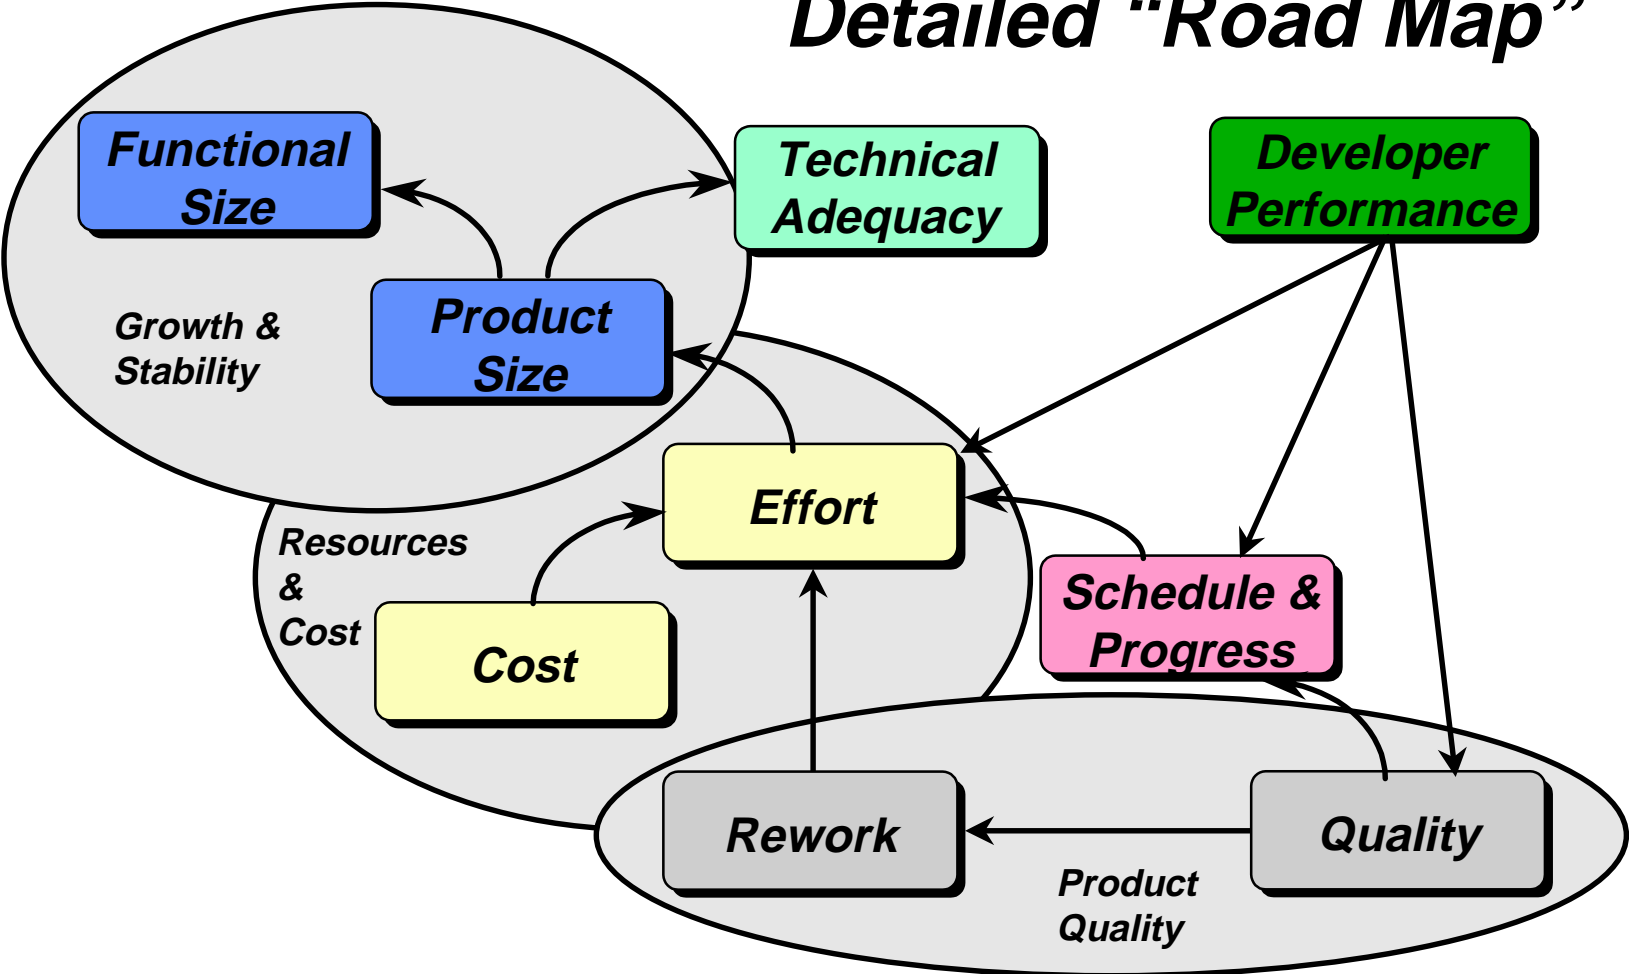 Detailed “Road Map”
Functional
Size
Technical
Adequacy
Developer
Performance
Growth &
Stability
Product
Size
Effort
Resources
&
Cost
Cost
Schedule &
Progress
Rework
Quality
Product
Quality